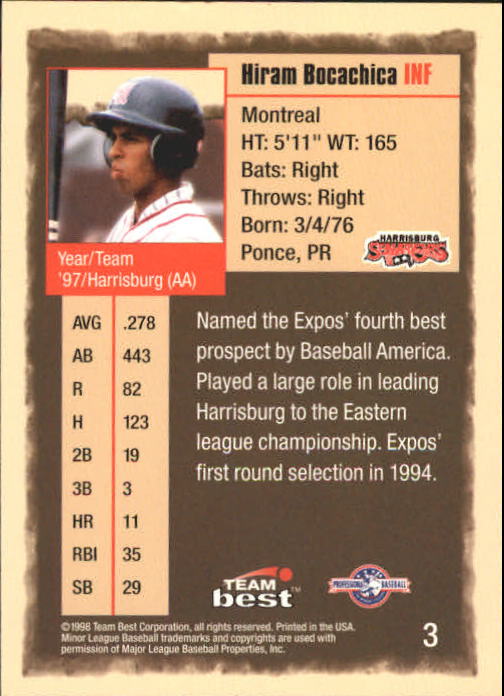 Hiram Bocachica INF
Montreal
HT: 5'11" WT: 165
Bats: Right
Throws: Right
Born: 3/4/76
Ponce, PR
HARRISBURG
SENATORS
Year/Team
'97/Harrisburg (AA)
AVG .278
AB 443
R 82
H 123
2B 19
3B 3
HR 11
RBI 35
SB 29
Named the Expos' fourth best
prospect by Baseball America.
Played a large role in leading
Harrisburg to the Eastern
league championship. Expos'
first round selection in 1994.
TEAM
best™
PROFESSIONAL BASEBALL
©1998 Team Best Corporation, all rights reserved. Printed in the USA.
Minor League Baseball trademarks and copyrights are used with
permission of Major League Baseball Properties, Inc.
3